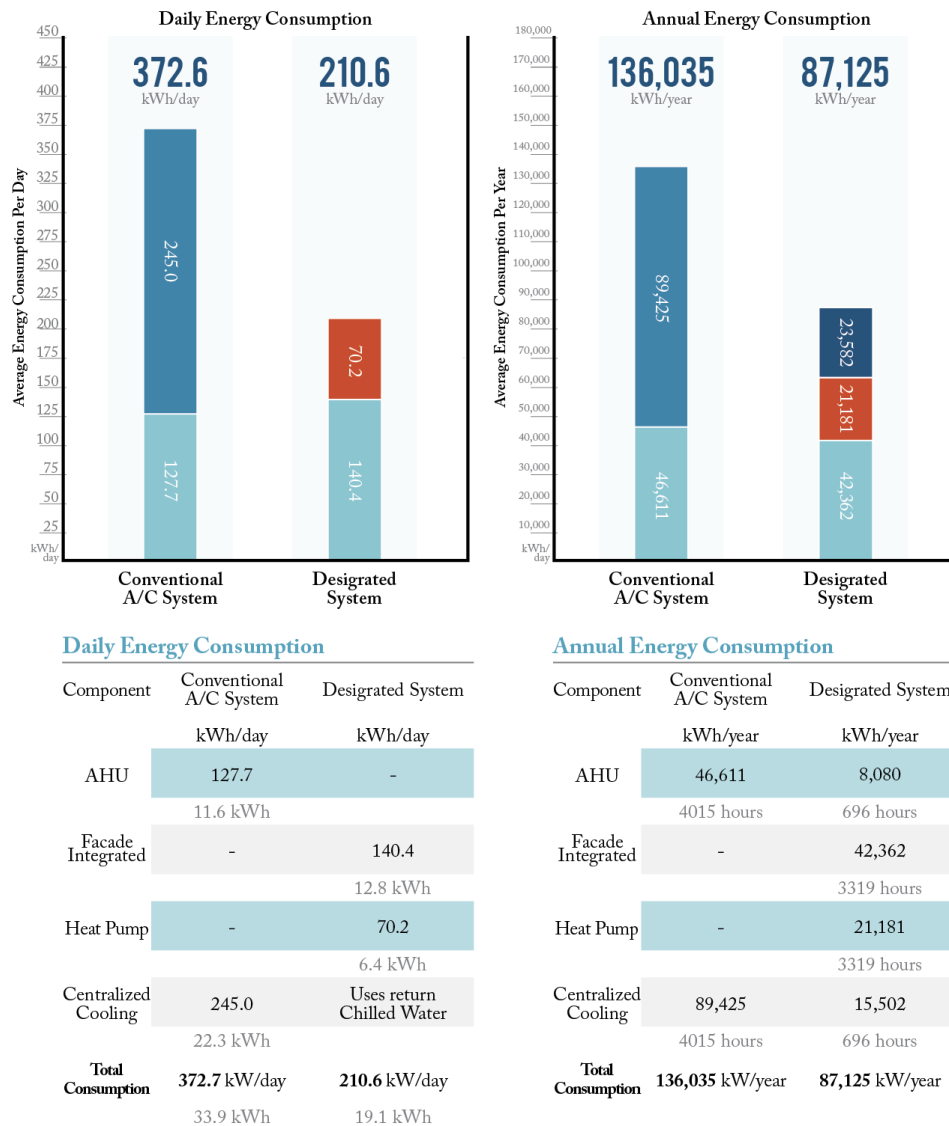 Daily Energy Consumption
372.6
kWh/day
210.6
kWh/day
Average Energy Consumption Per Day
450
425
400
375
350
325
300
275
250
225
200
175
150
125
100
75
50
25
kWh/
day
245.0
127.7
70.2
140.4
Conventional
A/C System
Desigrated
System
Annual Energy Consumption
136,035
kWh/year
87,125
kWh/year
Average Energy Consumption Per Year
180,000
170,000
160,000
150,000
140,000
130,000
120,000
110,000
100,000
90,000
80,000
70,000
60,000
50,000
40,000
30,000
20,000
10,000
kWh/
day
89,425
46,611
23,582
21,181
42,362
Conventional
A/C System
Desigrated
System
Daily Energy Consumption
Component
Conventional
A/C System
Desigrated System
kWh/day kWh/day
AHU 127.7 -
11.6 kWh
Facade
Integrated
- 140.4
12.8 kWh
Heat Pump - 70.2
6.4 kWh
Centralized
Cooling
245.0
Uses return
Chilled Water
22.3 kWh
Total
Consumption
372.7 kW/day 210.6 kW/day
33.9 kWh 19.1 kWh
Annual Energy Consumption
Component
Conventional
A/C System
Desigrated System
kWh/year kWh/year
AHU 46,611 8,080
4015 hours 696 hours
Facade
Integrated
- 42,362
3319 hours
Heat Pump - 21,181
3319 hours
Centralized
Cooling
89,425 15,502
4015 hours 696 hours
Total
Consumption
136,035 kW/year 87,125 kW/year